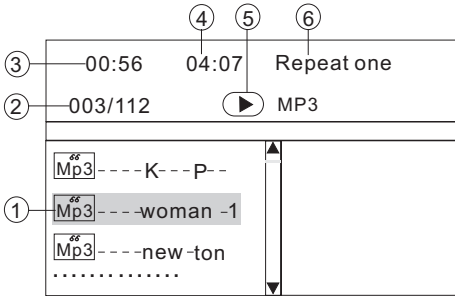 ④ ⑤ ⑥
③ 00:56 04:07 Repeat one
② 003/112 MP3
Mp3 ----K---P--
① Mp3 ----woman -1
Mp3 ----new-ton
··············